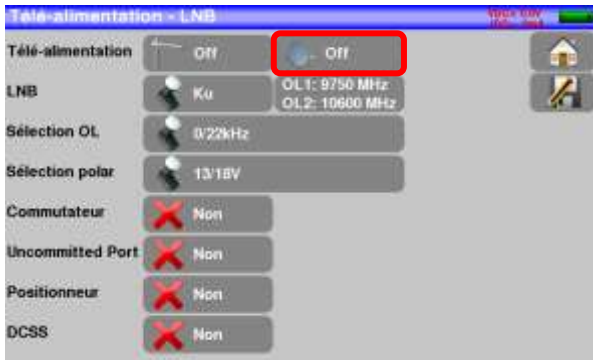 Télé-alimentation - LNB
Télé-alimentation Off Off
LNB Ku OL1: 9750 MHz
OL2: 10600 MHz
Sélection OL 0/22kHz
Sélection polar 13/18V
Commutateur Non
Uncommitted Port Non
Positionneur Non
DCSS Non